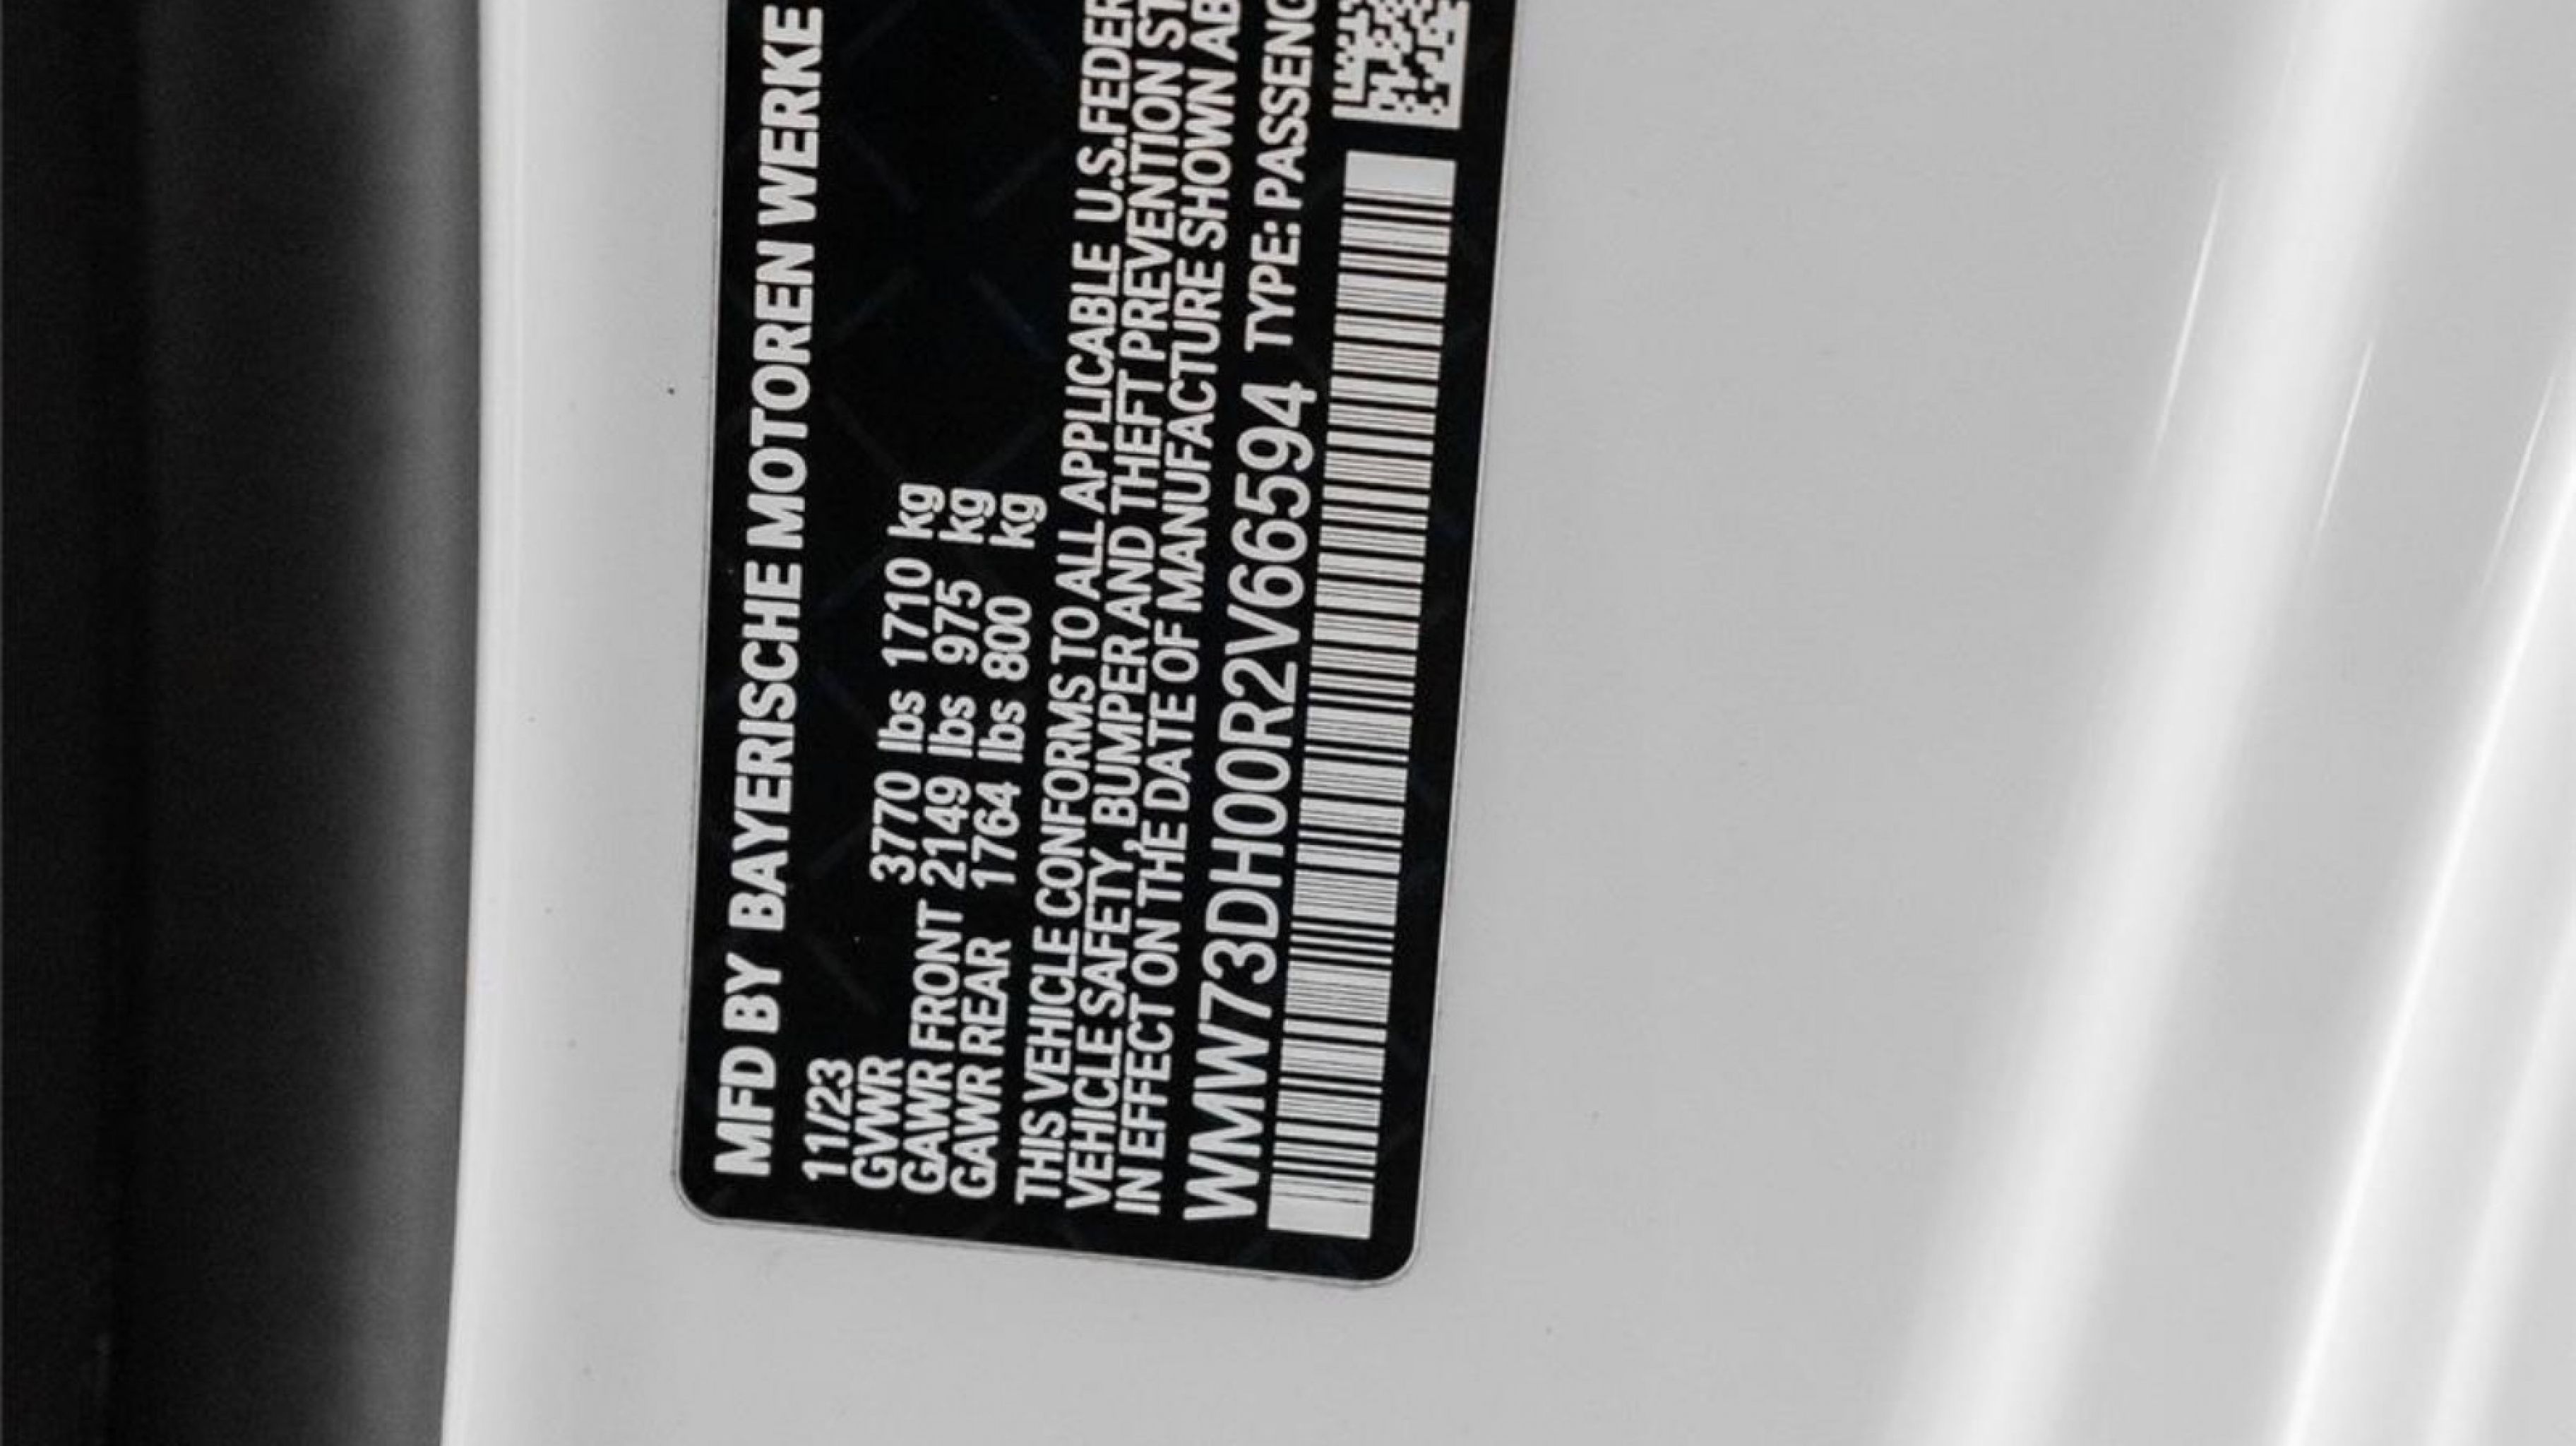 MFD BY BAYERISCHE MOTOREN WERKE
11/23
GVWR 3770 lbs 1710 kg
GAWR FRONT 2149 lbs 975 kg
GAWR REAR 1764 lbs 800 kg
THIS VEHICLE CONFORMS TO ALL APPLICABLE U.S.FEDER
VEHICLE SAFETY, BUMPER AND THEFT PREVENTION ST
IN EFFECT ON THE DATE OF MANUFACTURE SHOWN AB
WMW73DH00R2V66594 TYPE: PASSENG